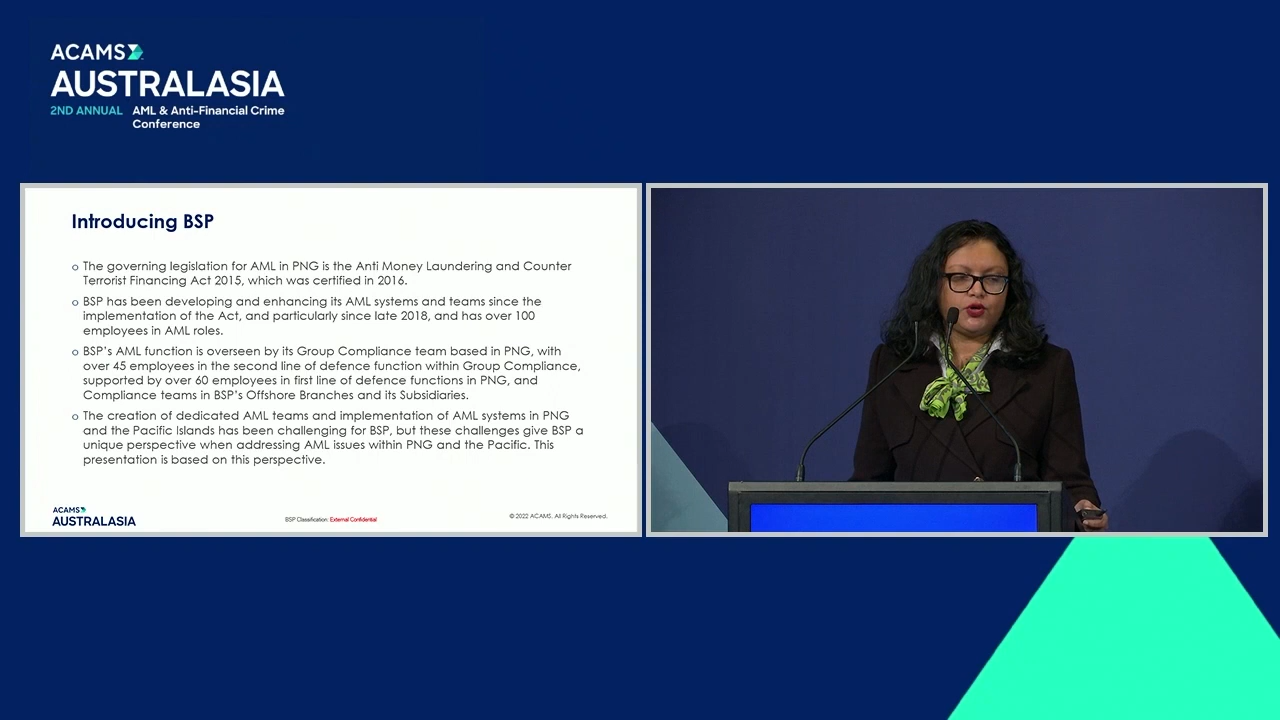 ACAMS
AUSTRALASIA
2ND ANNUAL AML & Anti-Financial Crime
Conference
Introducing BSP
o The governing legislation for AML in PNG is the Anti Money Laundering and Counter
Terrorist Financing Act 2015, which was certified in 2016.
o BSP has been developing and enhancing its AML systems and teams since the
implementation of the Act, and particularly since late 2018, and has over 100
employees in AML roles.
o BSP's AML function is overseen by its Group Compliance team based in PNG, with
over 45 employees in the second line of defence function within Group Compliance,
supported by over 60 employees in first line of defence functions in PNG, and
Compliance teams in BSP's Offshore Branches and its Subsidiaries.
o The creation of dedicated AML teams and implementation of AML systems in PNG
and the Pacific Islands has been challenging for BSP, but these challenges give BSP a
unique perspective when addressing AML issues within PNG and the Pacific. This
presentation is based on this perspective.
ACAMS
AUSTRALASIA
BSP Classification: External Confidential
© 2022 ACAMS. All Rights Reserved.